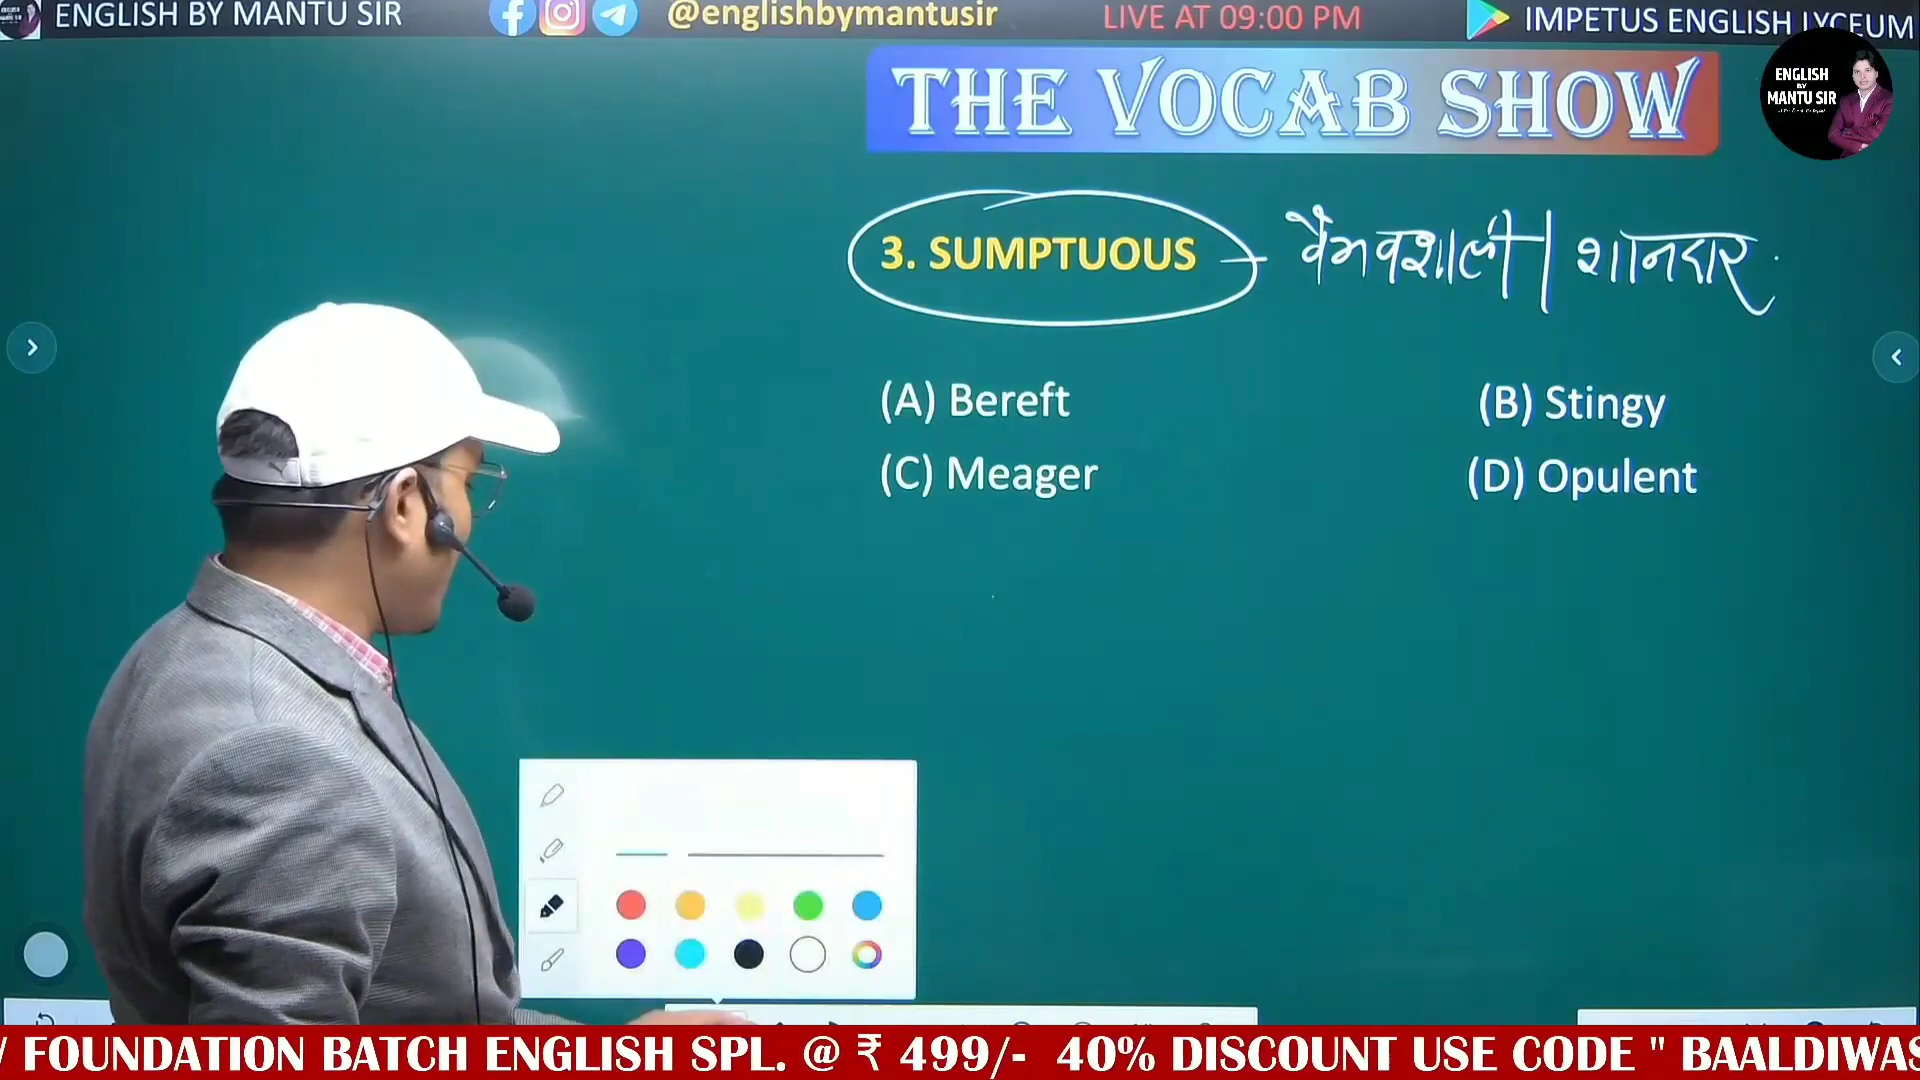 ENGLISH BY MANTU SIR
@englishbymantusir
LIVE AT 09:00 PM
IMPETUS ENGLISH LYCEUM
THE VOCAB SHOW
ENGLISH
BY
MANTU SIR
3. SUMPTUOUS - वैभवशाली | शानदार
(A) Bereft
(B) Stingy
(C) Meager
(D) Opulent
FOUNDATION BATCH ENGLISH SPL. @ ₹ 499/- 40% DISCOUNT USE CODE " BAALDIWAS